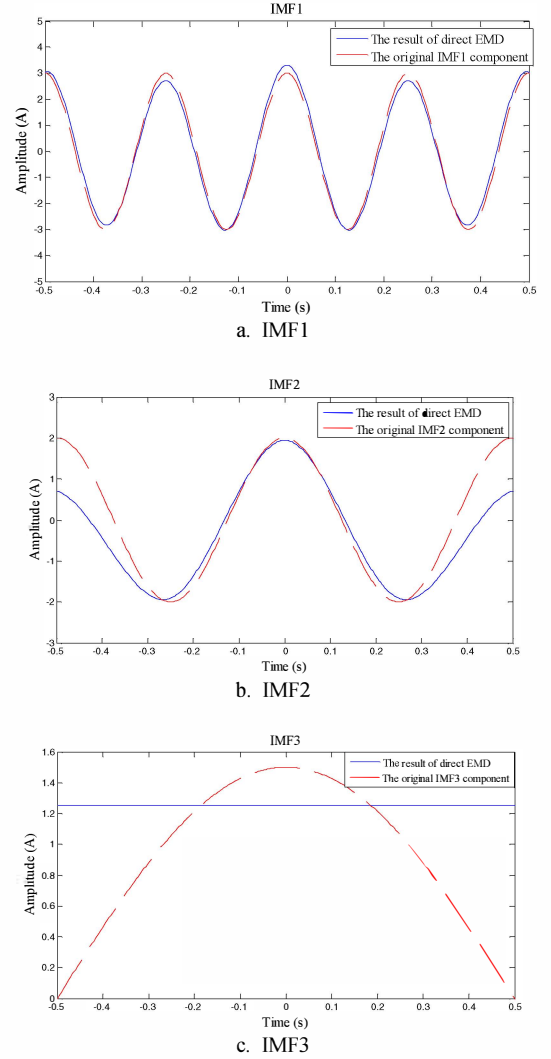 IMF1
5
4
3
2
1
0
-1
-2
-3
-4
-5
Amplitude (A)
The result of direct EMD
The original IMF1 component
-0.5 -0.4 -0.3 -0.2 -0.1 0 0.1 0.2 0.3 0.4 0.5
Time (s)
a. IMF1
IMF2
3
2
1
0
-1
-2
-3
Amplitude (A)
The result of direct EMD
The original IMF2 component
-0.5 -0.4 -0.3 -0.2 -0.1 0 0.1 0.2 0.3 0.4 0.5
Time (s)
b. IMF2
IMF3
1.6
1.4
1.2
1
0.8
0.6
0.4
0.2
0
Amplitude (A)
The result of direct EMD
The original IMF3 component
-0.5 -0.4 -0.3 -0.2 -0.1 0 0.1 0.2 0.3 0.4 0.5
Time (s)
c. IMF3